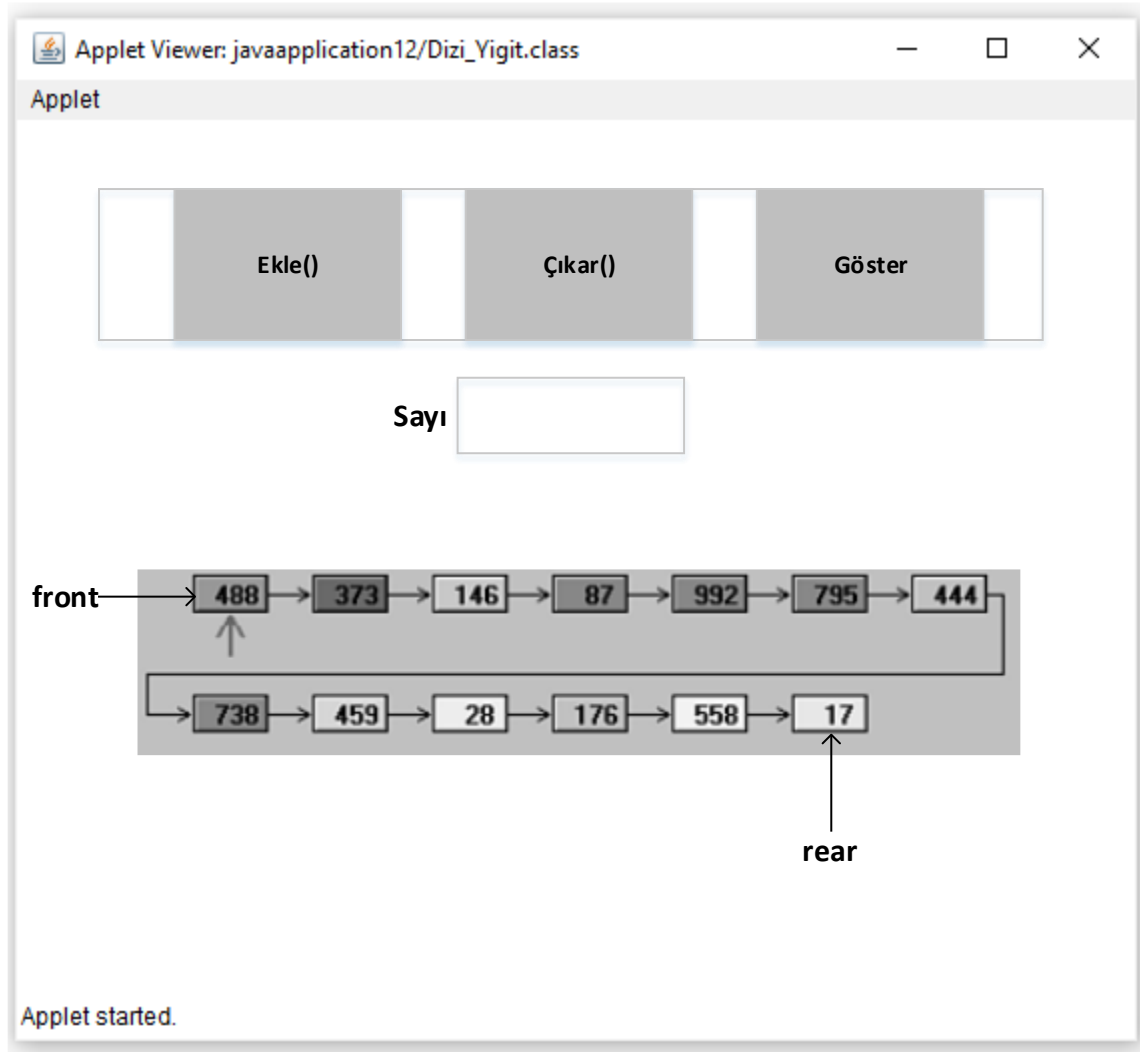 Applet Viewer: javaapplication12/Dizi_Yigit.class
Applet
Ekle() Çıkar() Göster
Sayı
front 488 373 146 87 992 795 444
738 459 28 176 558 17
rear
Applet started.